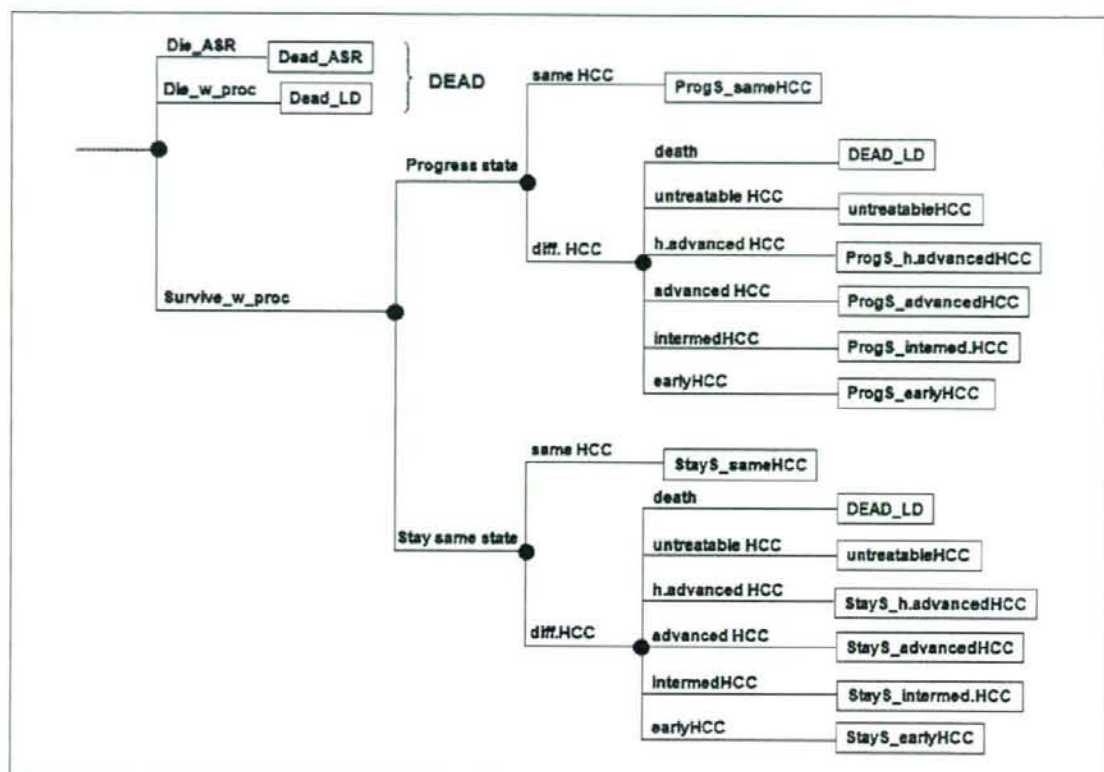 Die_ASR
Dead_ASR
Die_w_proc
Dead_LD
DEAD
same HCC
ProgS_sameHCC
Progress state
death
DEAD_LD
untreatable HCC
untreatableHCC
h.advanced HCC
ProgS_h.advancedHCC
diff. HCC
advanced HCC
ProgS_advancedHCC
Survive_w_proc
intermedHCC
ProgS_intemed.HCC
earlyHCC
ProgS_earlyHCC
same HCC
StayS_sameHCC
death
DEAD_LD
Stay same state
untreatable HCC
untreatableHCC
h.advanced HCC
StayS_h.advancedHCC
diff.HCC
advanced HCC
StayS_advancedHCC
intermedHCC
StayS_intermed.HCC
earlyHCC
StayS_earlyHCC